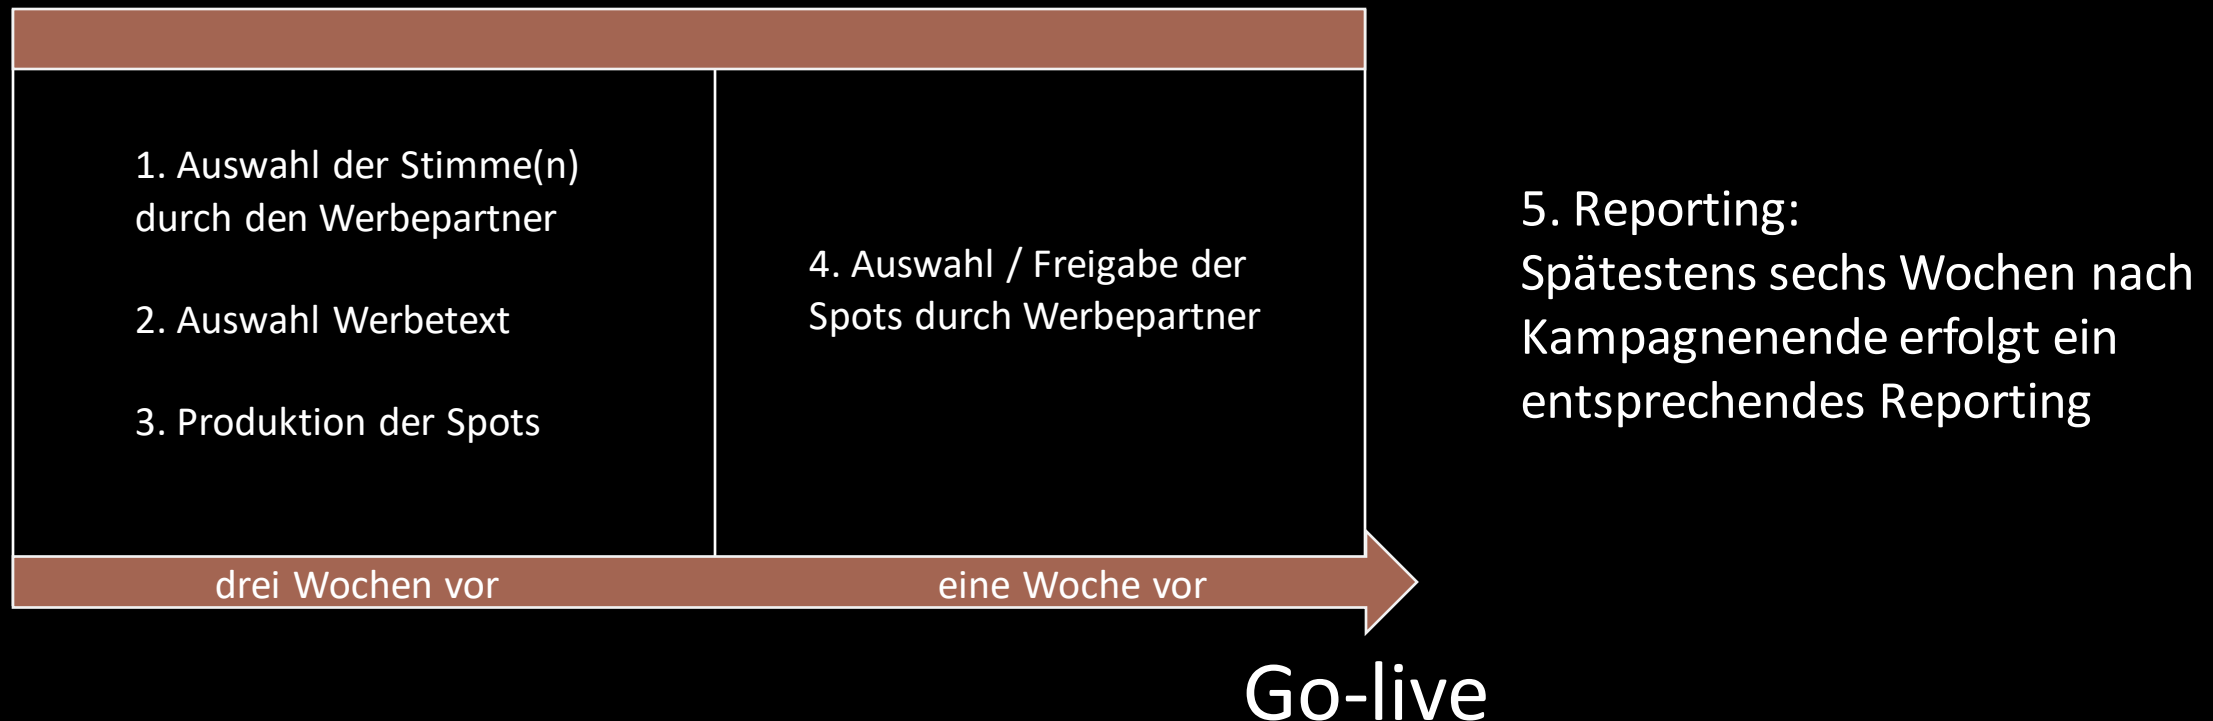 1. Auswahl der Stimme(n)
durch den Werbepartner
2. Auswahl Werbetext
3. Produktion der Spots
4. Auswahl / Freigabe der
Spots durch Werbepartner
drei Wochen vor
eine Woche vor
Go-live
5. Reporting:
Spätestens sechs Wochen nach
Kampagnenende erfolgt ein
entsprechendes Reporting